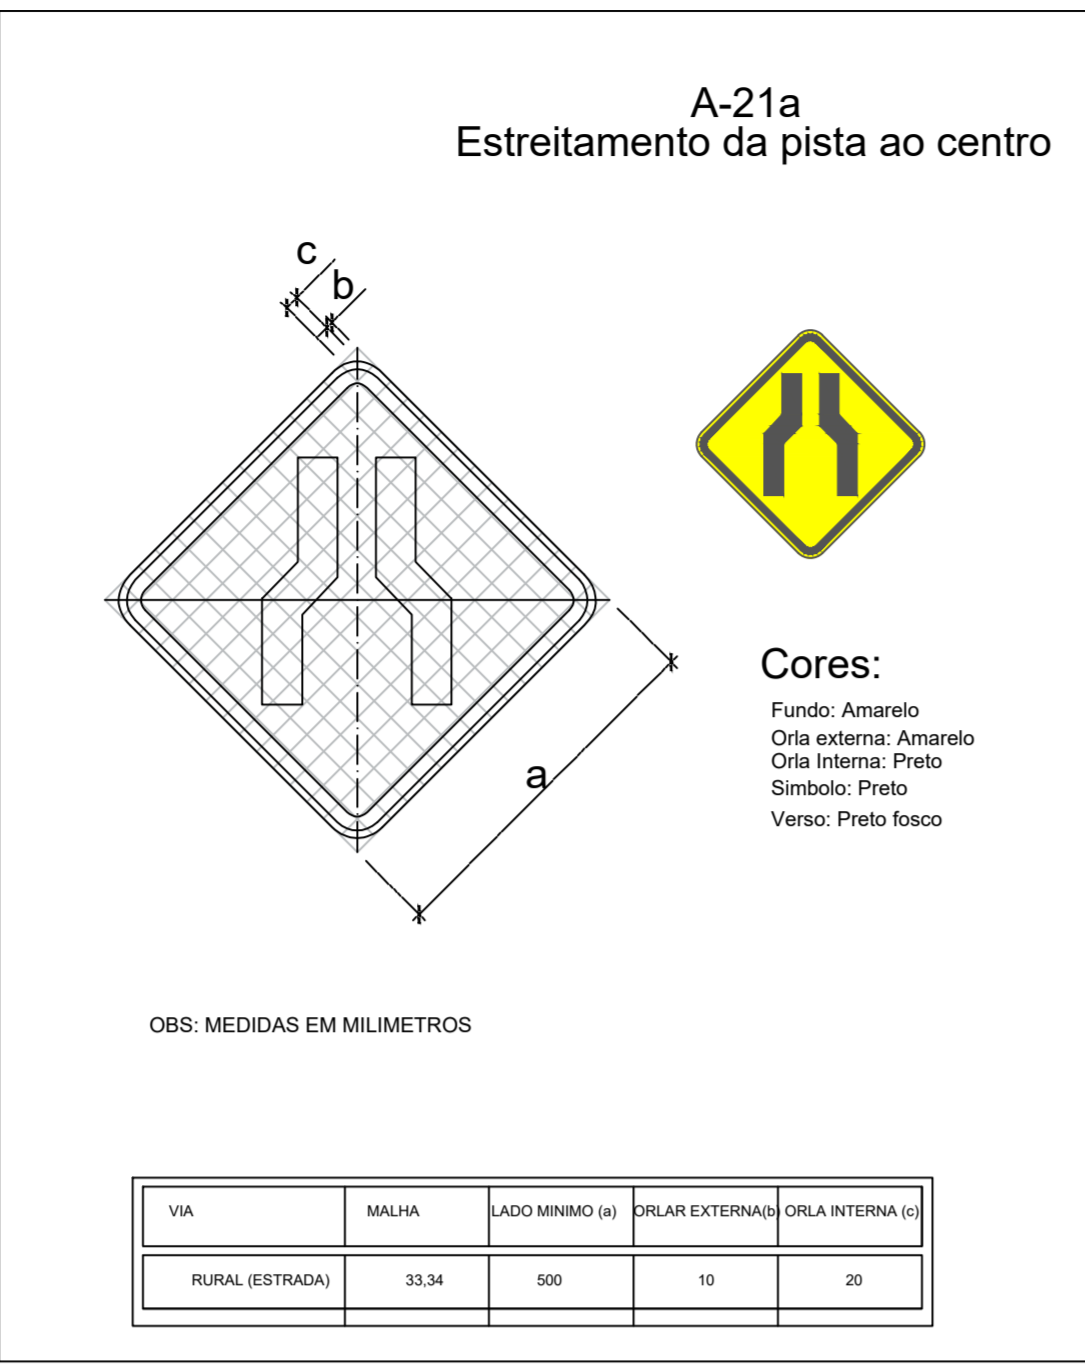 A-21a
Estreitamento da pista ao centro
c
b
a
Cores:
Fundo: Amarelo
Orla externa: Amarelo
Orla Interna: Preto
Simbolo: Preto
Verso: Preto fosco
OBS: MEDIDAS EM MILIMETROS
VIA MALHA LADO MINIMO (a) ORLAR EXTERNA(b) ORLA INTERNA (c)
RURAL (ESTRADA) 33,34 500 10 20